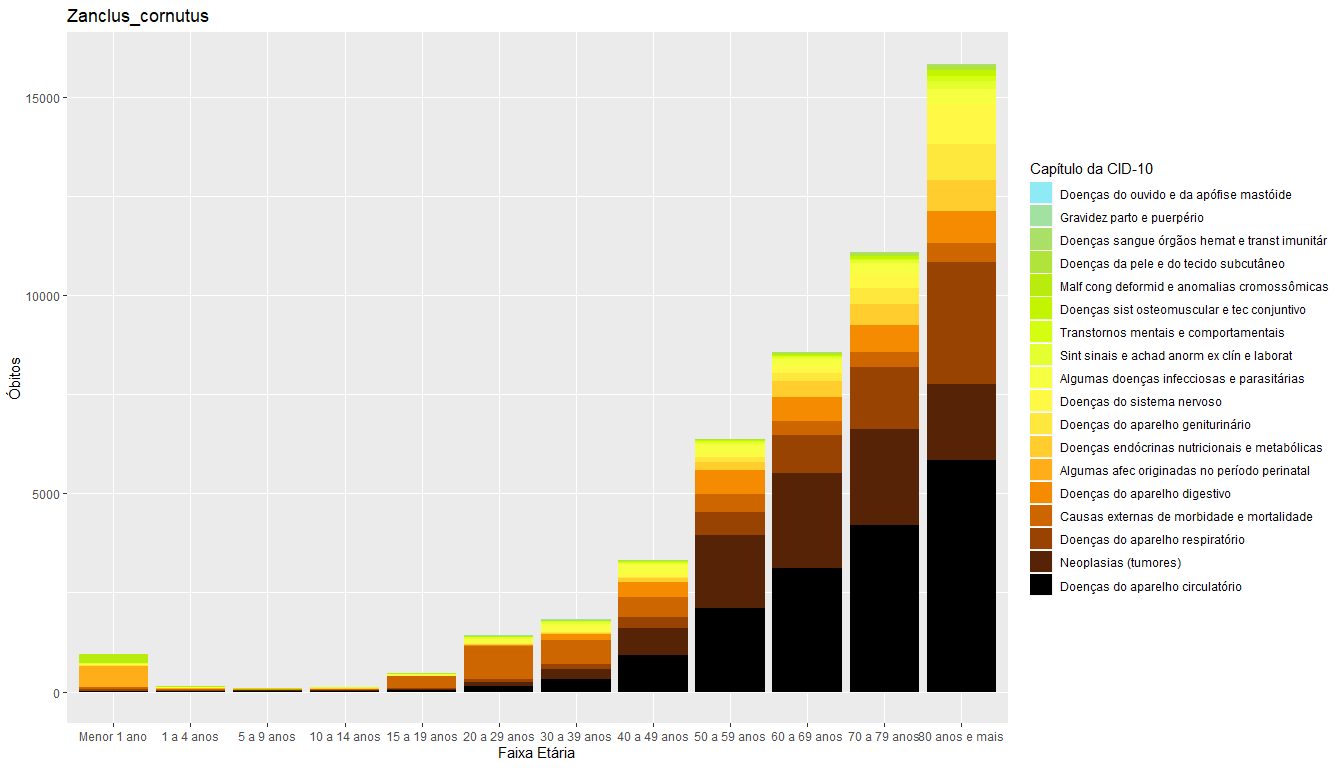 Zanclus_cornutus
15000
10000
5000
0
Óbitos
Menor 1 ano 1 a 4 anos 5 a 9 anos 10 a 14 anos 15 a 19 anos 20 a 29 anos 30 a 39 anos 40 a 49 anos 50 a 59 anos 60 a 69 anos 70 a 79 anos 80 anos e mais
Faixa Etária
Capítulo da CID-10
Doenças do ouvido e da apófise mastóide
Gravidez parto e puerpério
Doenças sangue órgãos hemat e transt imunitár
Doenças da pele e do tecido subcutâneo
Malf cong deformid e anomalias cromossômicas
Doenças sist osteomuscular e tec conjuntivo
Transtornos mentais e comportamentais
Sint sinais e achad anorm ex clín e laborat
Algumas doenças infecciosas e parasitárias
Doenças do sistema nervoso
Doenças do aparelho geniturinário
Doenças endócrinas nutricionais e metabólicas
Algumas afec originadas no período perinatal
Doenças do aparelho digestivo
Causas externas de morbidade e mortalidade
Doenças do aparelho respiratório
Neoplasias (tumores)
Doenças do aparelho circulatório